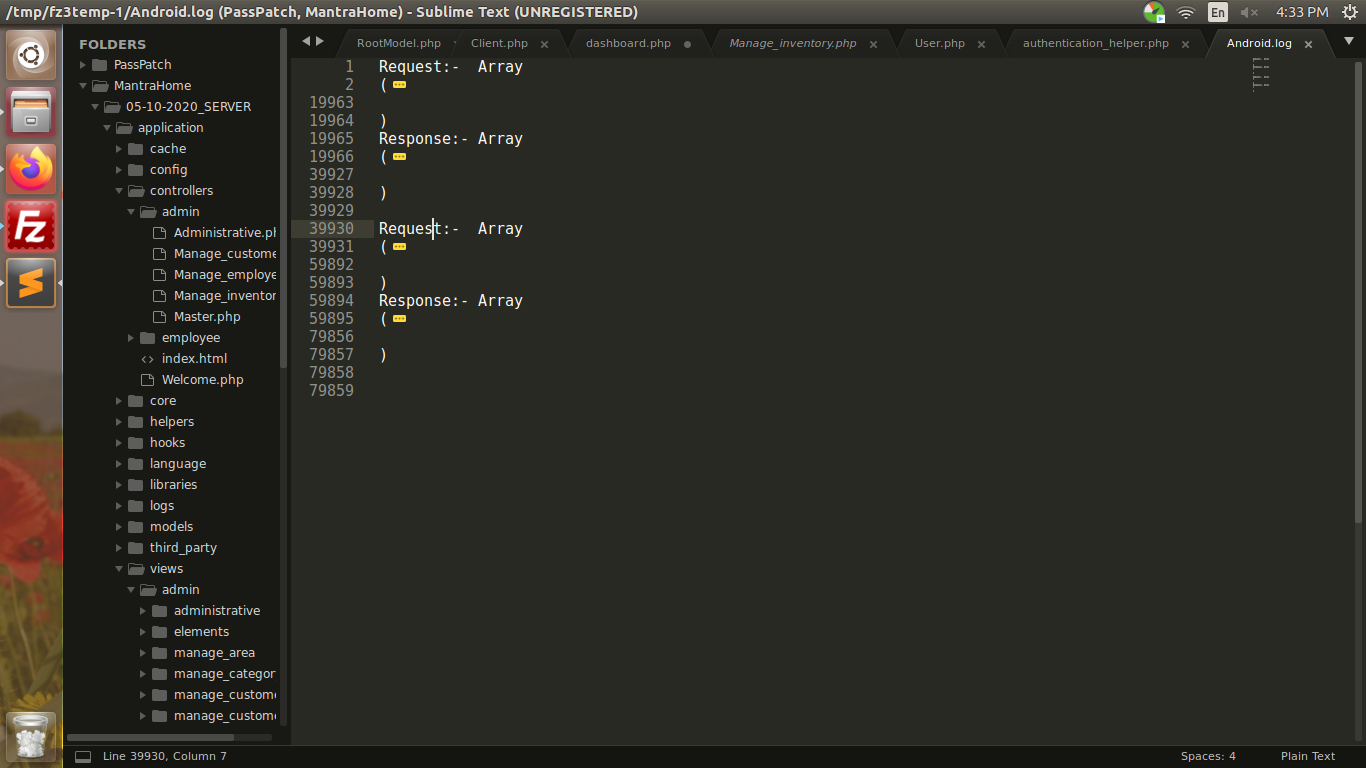 /tmp/fz3temp-1/Android.log (PassPatch, MantraHome) - Sublime Text (UNREGISTERED)
En
4:33 PM
FOLDERS
PassPatch
MantraHome
05-10-2020_SERVER
application
cache
config
controllers
admin
Administrative.ph
Manage_custome
Manage_employe
Manage_inventor
Master.php
employee
index.html
Welcome.php
core
helpers
hooks
language
libraries
logs
models
third_party
views
admin
administrative
elements
manage_area
manage_categor
manage_custome
manage_custome
RootModel.php
Client.php
dashboard.php
Manage_inventory.php
User.php
authentication_helper.php
Android.log
1 Request:-  Array
2 (
19963
19964 )
19965 Response:- Array
19966 (
39927
39928 )
39929
39930 Request:-  Array
39931 (
59892
59893 )
59894 Response:- Array
59895 (
79856
79857 )
79858
79859
Line 39930, Column 7
Spaces: 4
Plain Text
Fz